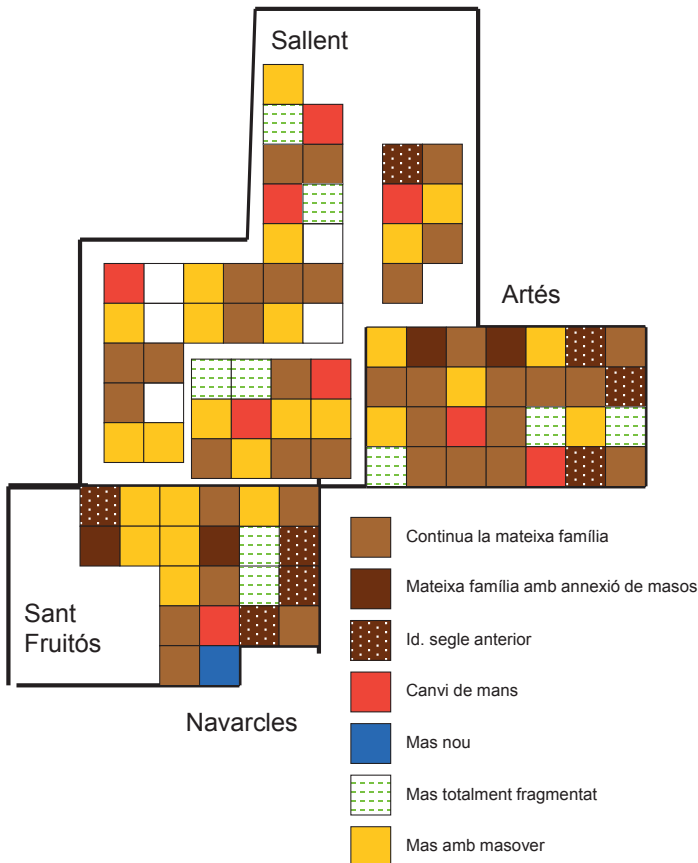 Sallent
Artés
Sant
Fruitós
Navarcles
Continua la mateixa família
Mateixa família amb annexió de masos
Id. segle anterior
Canvi de mans
Mas nou
Mas totalment fragmentat
Mas amb masover